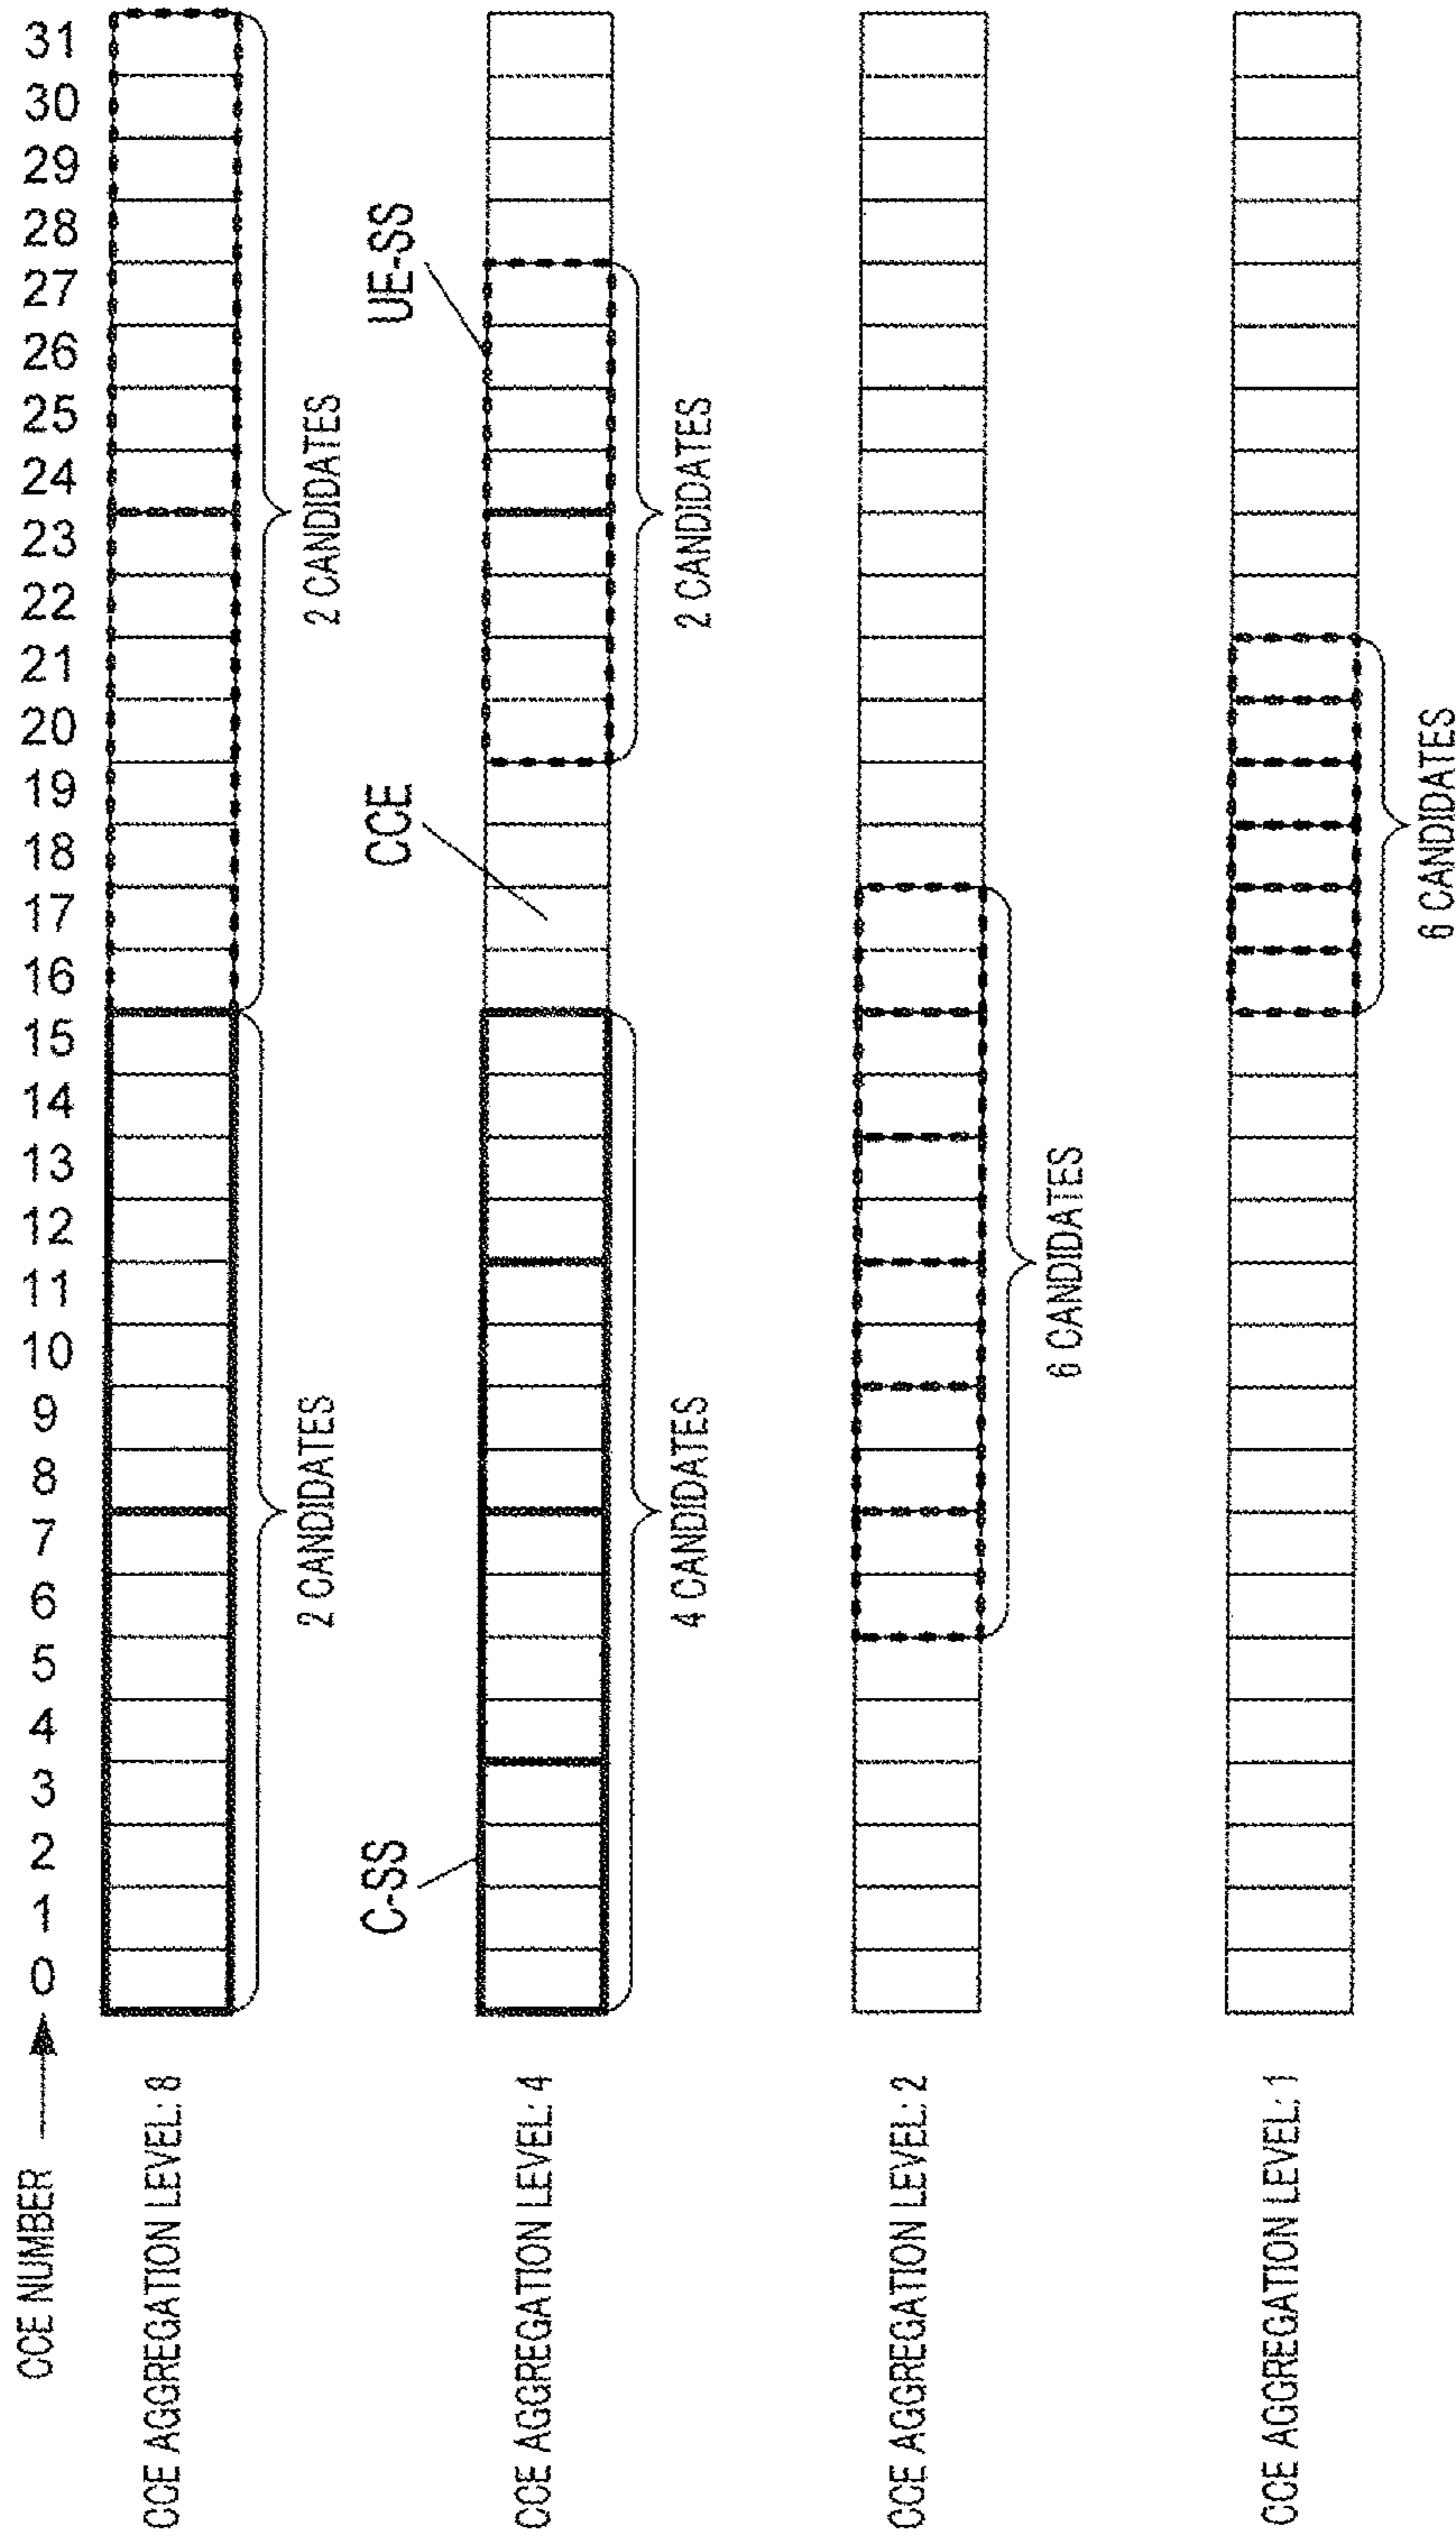 CCE NUMBER
0 1 2 3 4 5 6 7 8 9 10 11 12 13 14 15 16 17 18 19 20 21 22 23 24 25 26 27 28 29 30 31
CCE AGGREGATION LEVEL: 8
2 CANDIDATES
2 CANDIDATES
C-SS
CCE
UE-SS
CCE AGGREGATION LEVEL: 4
4 CANDIDATES
2 CANDIDATES
CCE AGGREGATION LEVEL: 2
6 CANDIDATES
CCE AGGREGATION LEVEL: 1
6 CANDIDATES